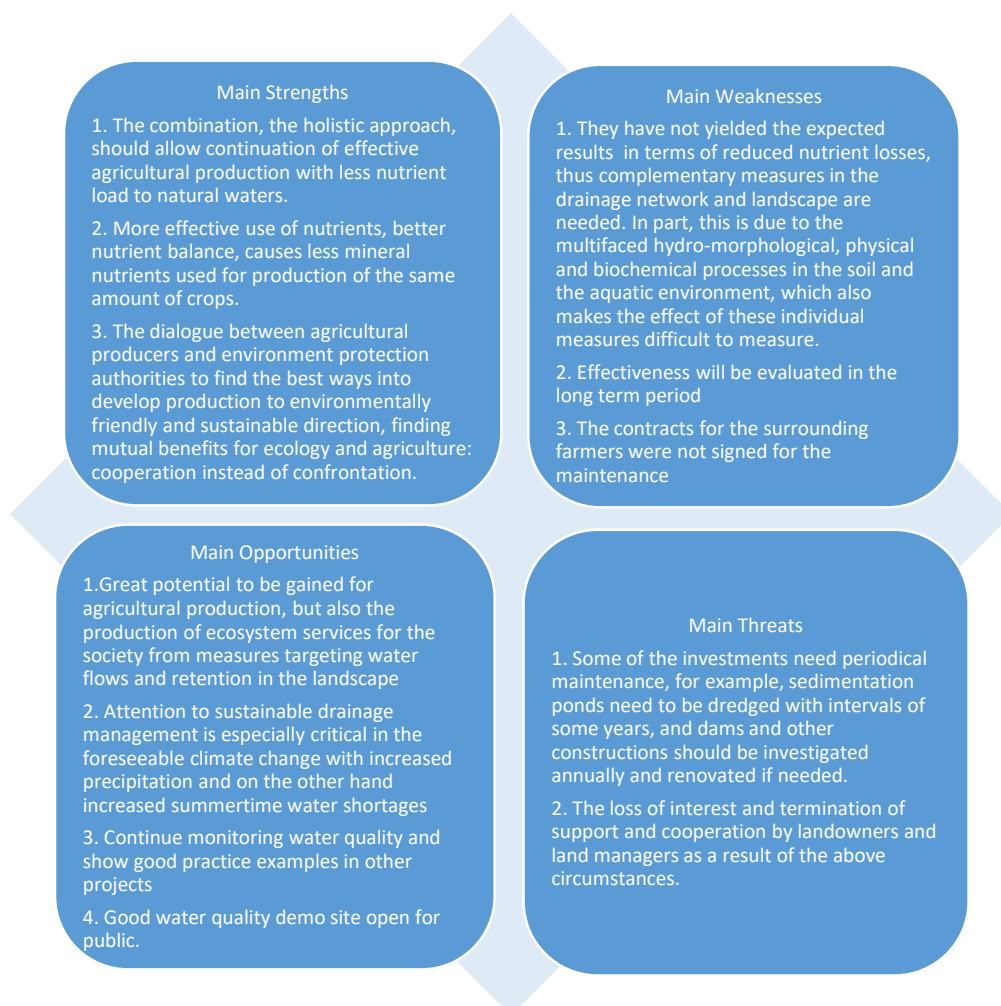 Main Strengths
1. The combination, the holistic approach,
should allow continuation of effective
agricultural production with less nutrient
load to natural waters.
2. More effective use of nutrients, better
nutrient balance, causes less mineral
nutrients used for production of the same
amount of crops.
3. The dialogue between agricultural
producers and environment protection
authorities to find the best ways into
develop production to environmentally
friendly and sustainable direction, finding
mutual benefits for ecology and agriculture:
cooperation instead of confrontation.
Main Weaknesses
1. They have not yielded the expected
results in terms of reduced nutrient losses,
thus complementary measures in the
drainage network and landscape are
needed. In part, this is due to the
multifaced hydro-morphological, physical
and biochemical processes in the soil and
the aquatic environment, which also
makes the effect of these individual
measures difficult to measure.
2. Effectiveness will be evaluated in the
long term period
3. The contracts for the surrounding
farmers were not signed for the
maintenance
Main Opportunities
1.Great potential to be gained for
agricultural production, but also the
production of ecosystem services for the
society from measures targeting water
flows and retention in the landscape
2. Attention to sustainable drainage
management is especially critical in the
foreseeable climate change with increased
precipitation and on the other hand
increased summertime water shortages
3. Continue monitoring water quality and
show good practice examples in other
projects
4. Good water quality demo site open for
public.
Main Threats
1. Some of the investments need periodical
maintenance, for example, sedimentation
ponds need to be dredged with intervals of
some years, and dams and other
constructions should be investigated
annually and renovated if needed.
2. The loss of interest and termination of
support and cooperation by landowners and
land managers as a result of the above
circumstances.